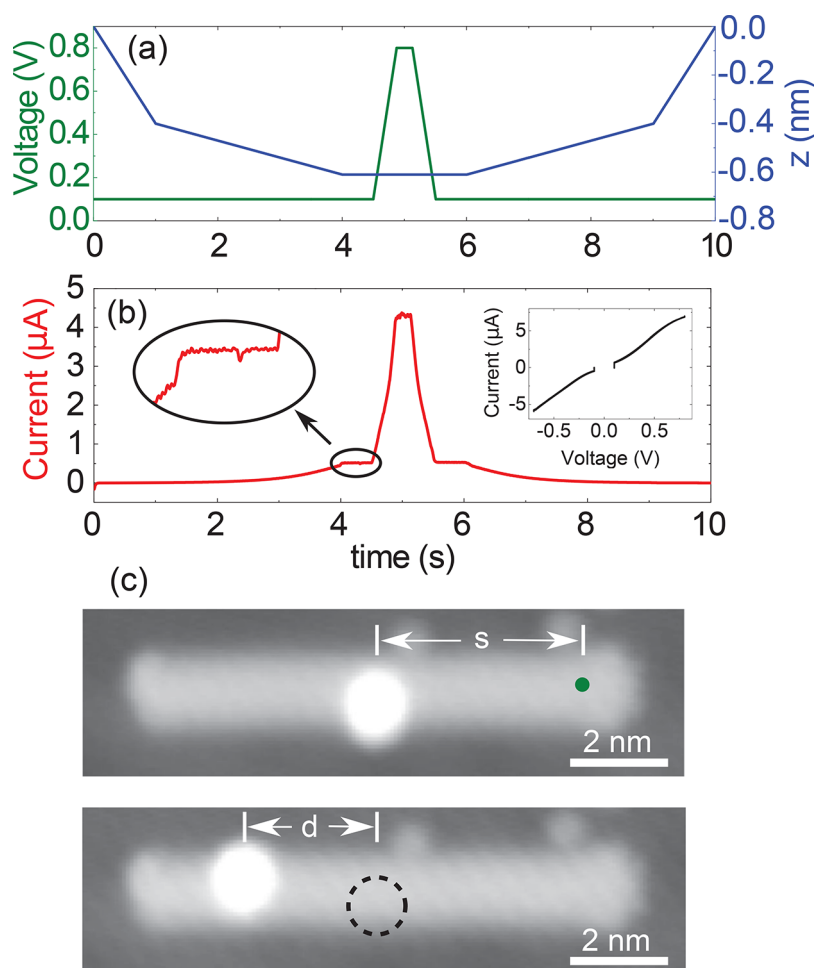 (a)
Voltage (V)
0.8
0.6
0.4
0.2
0.0
0.0
-0.2
-0.4
-0.6
-0.8
z (nm)
0 2 4 6 8 10
(b)
Current (µA)
5
4
3
2
1
0
Current (µA)
5
0
-5
-0.5 0.0 0.5
Voltage (V)
0 2 4 6 8 10
time (s)
(c)
s
2 nm
d
2 nm